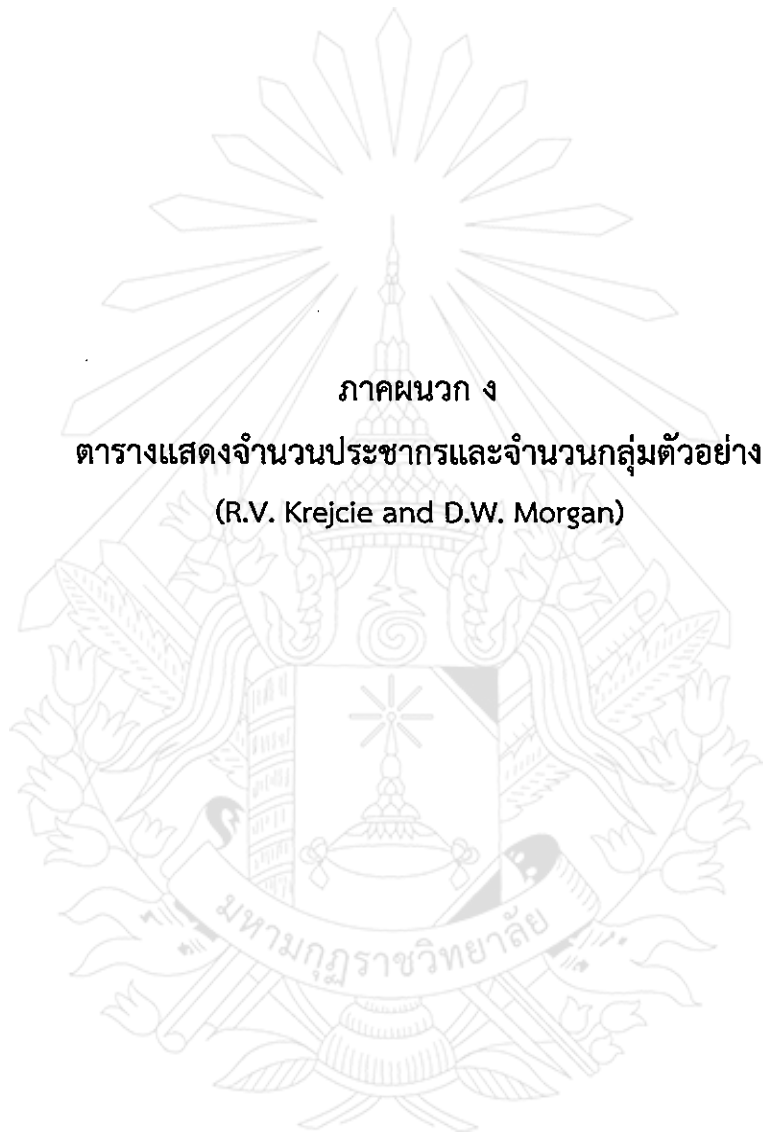 ภาคผนวก ง
ตารางแสดงจำนวนประชากรและจำนวนกลุ่มตัวอย่าง
(R.V. Krejcie and D.W. Morgan)
มหามกุฏราชวิทยาลัย